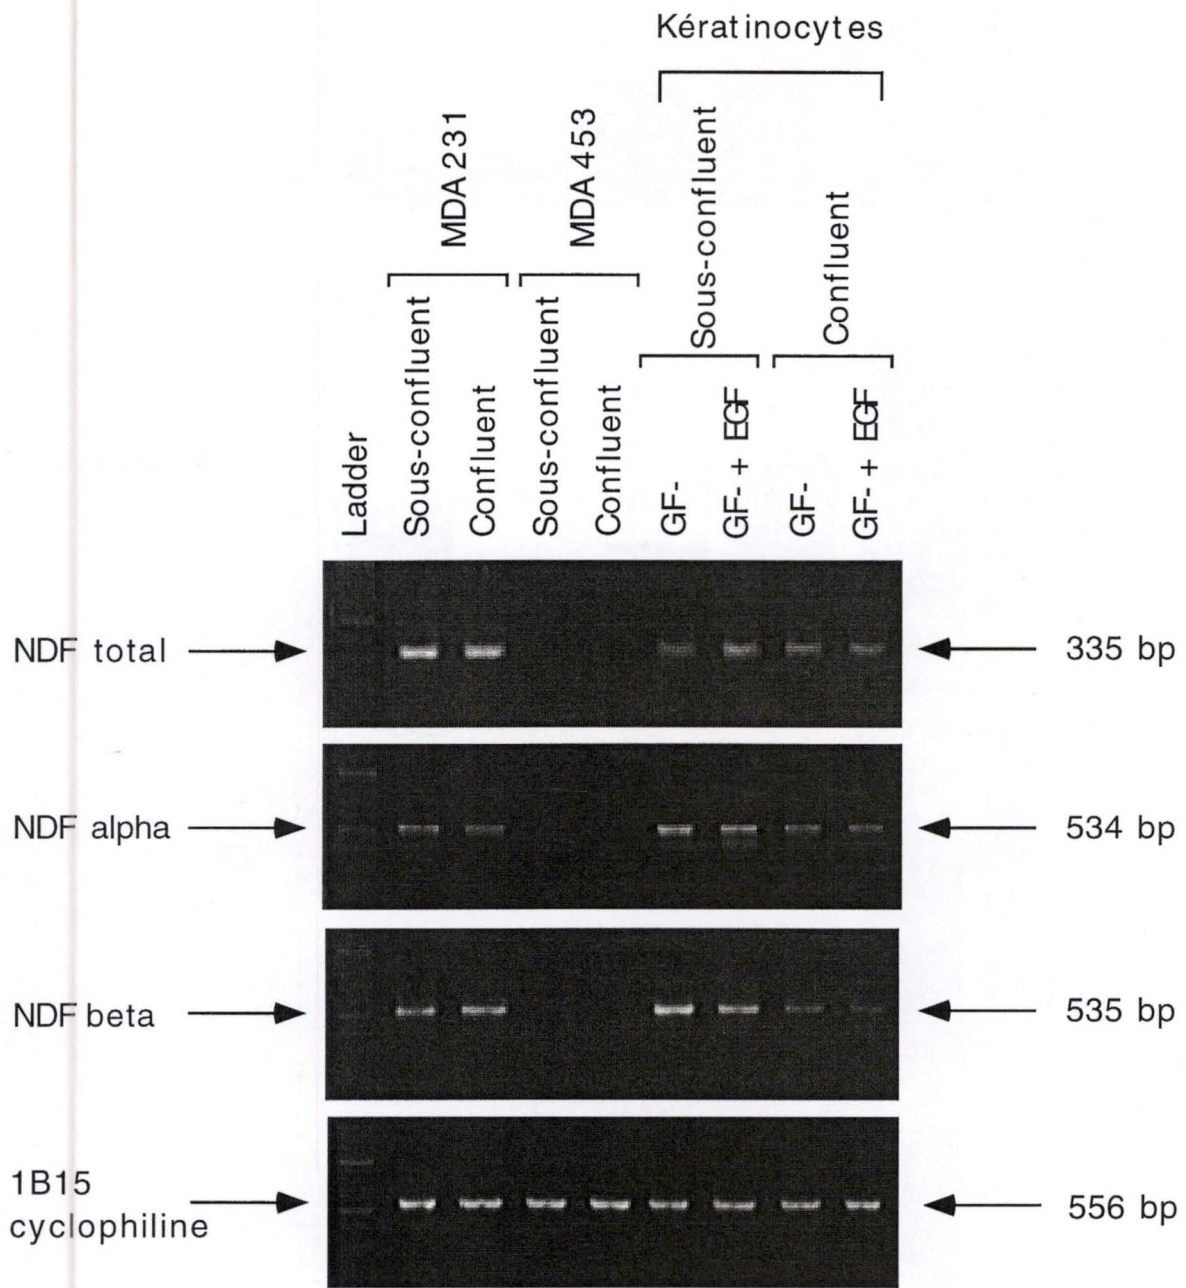 Kératinocytes
MDA 231
MDA 453
Sous-confluent
Confluent
Ladder
Sous-confluent
Confluent
Sous-confluent
Confluent
GF-
GF- + EGF
GF-
GF- + EGF
NDF total
335 bp
NDF alpha
534 bp
NDF beta
535 bp
1B15
cyclophiline
556 bp